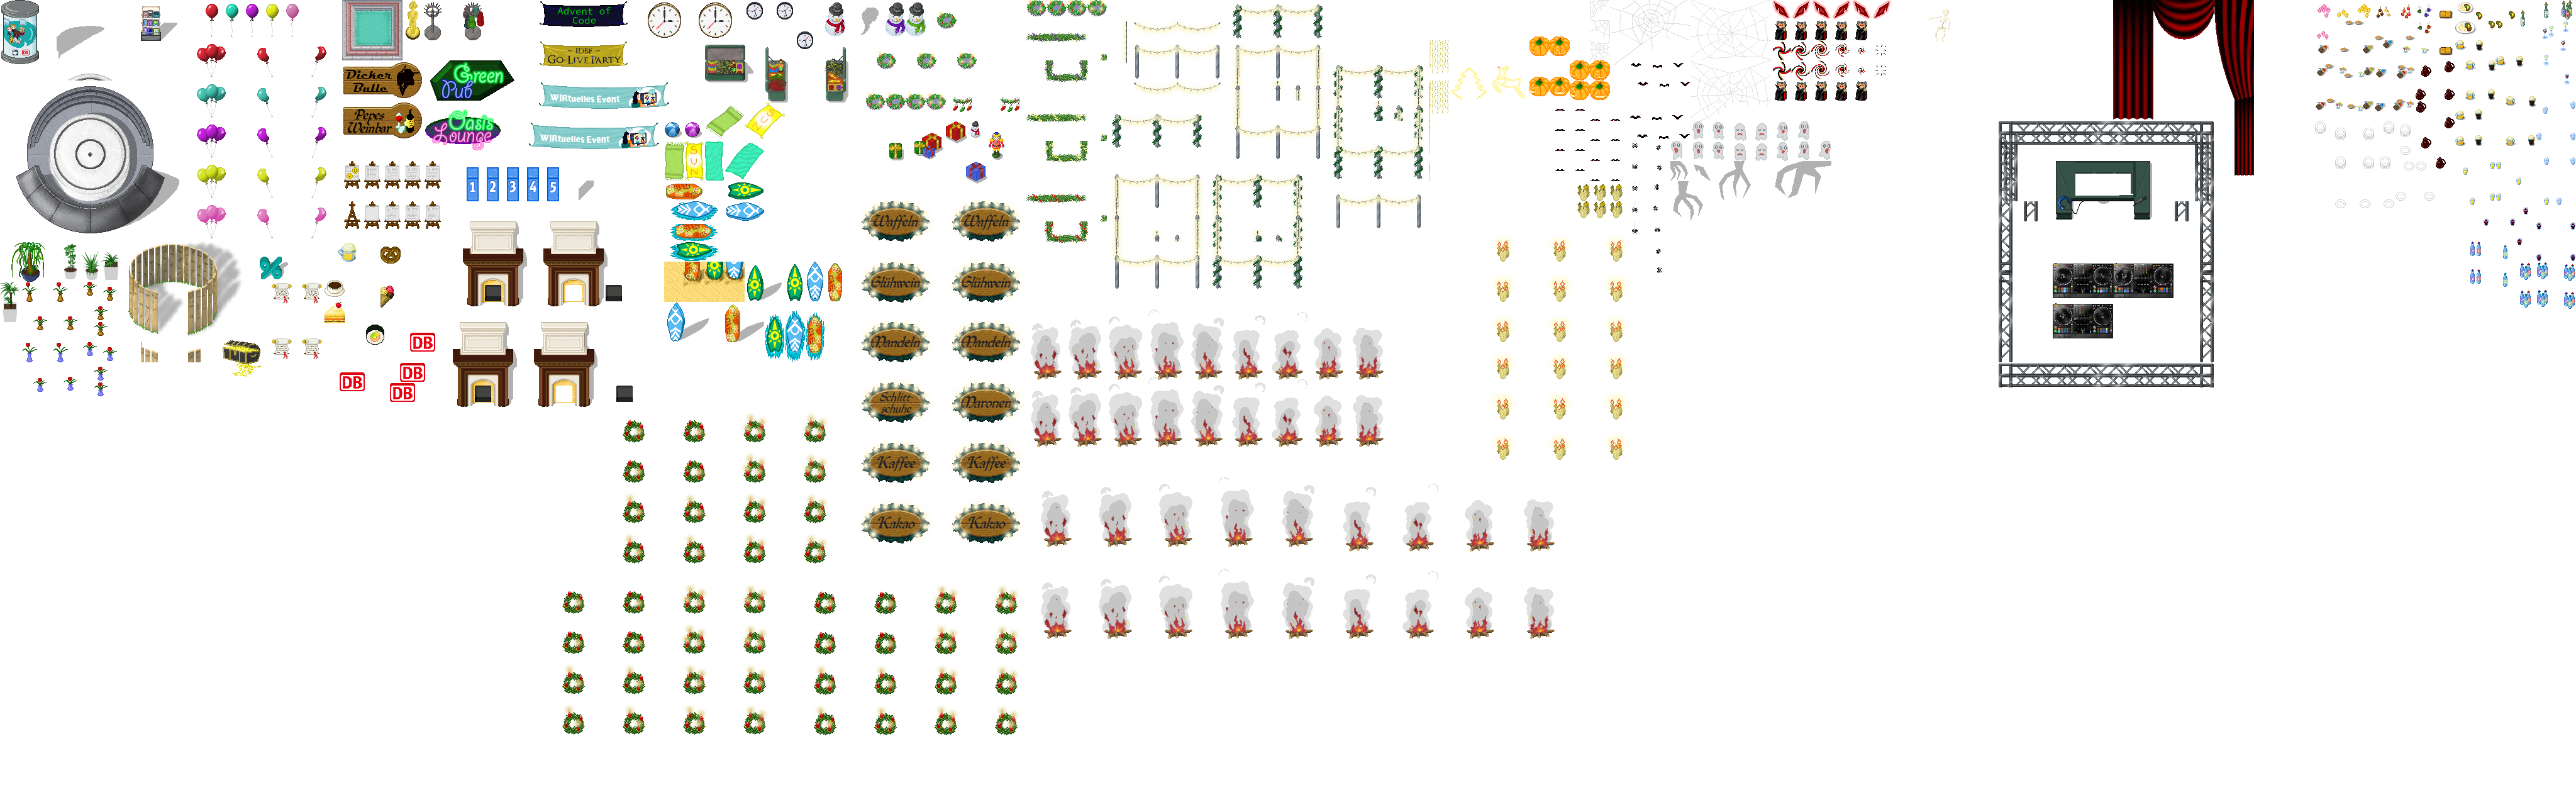 Advent of
Code
- PDBF -
GO-LIVE PARTY
WIRtuelles Event
WIRtuelles Event
Dicker
Bulle
Green
Pub
Pepes
Weinbar
Oasis
Lounge
SUN
1 2 3 4 5
DB
DB
DB
DB
Waffeln Waffeln
Glühwein Glühwein
Mandeln Mandeln
Schlitt
schuhe
Maronen
Kaffee Kaffee
Kakao Kakao